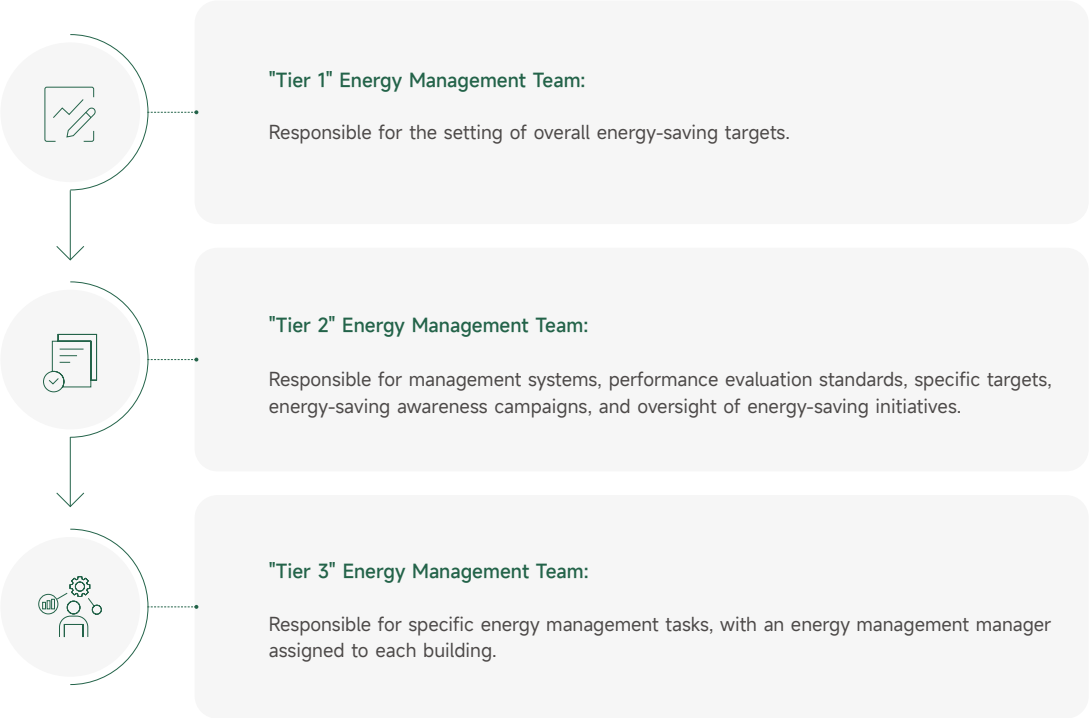 "Tier 1" Energy Management Team:
Responsible for the setting of overall energy-saving targets.
"Tier 2" Energy Management Team:
Responsible for management systems, performance evaluation standards, specific targets,
energy-saving awareness campaigns, and oversight of energy-saving initiatives.
"Tier 3" Energy Management Team:
Responsible for specific energy management tasks, with an energy management manager
assigned to each building.